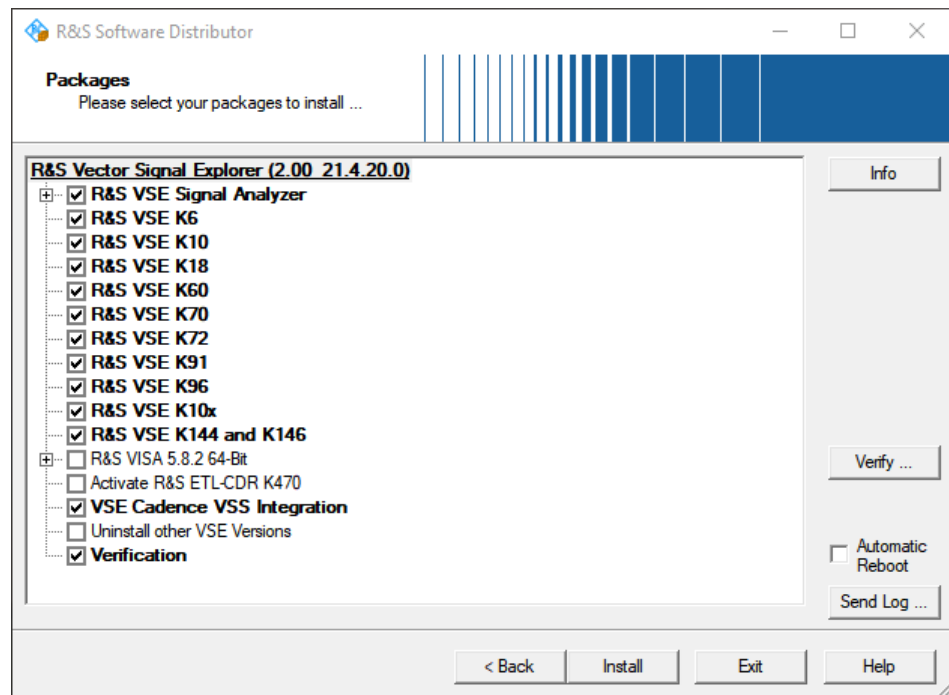 R&S Software Distributor
Packages
Please select your packages to install ...
R&S Vector Signal Explorer (2.00_21.4.20.0)
R&S VSE Signal Analyzer
R&S VSE K6
R&S VSE K10
R&S VSE K18
R&S VSE K60
R&S VSE K70
R&S VSE K72
R&S VSE K91
R&S VSE K96
R&S VSE K10x
R&S VSE K144 and K146
R&S VISA 5.8.2 64-Bit
Activate R&S ETL-CDR K470
VSE Cadence VSS Integration
Uninstall other VSE Versions
Verification
Info
Verify ...
Automatic
Reboot
Send Log ...
< Back
Install
Exit
Help